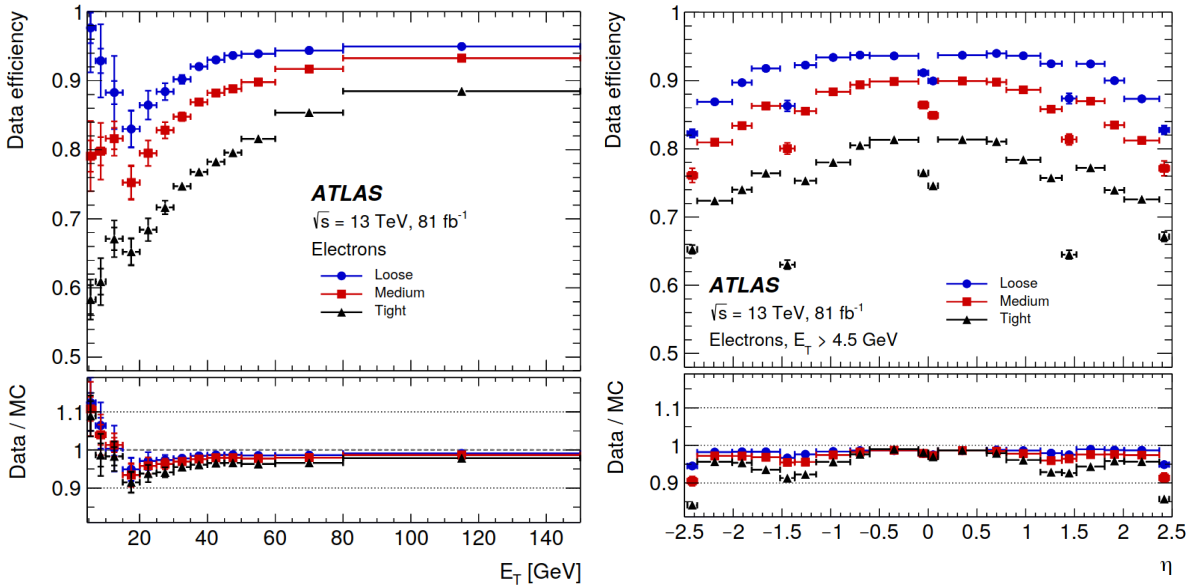 Data efficiency
1
0.9
0.8
0.7
0.6
0.5
ATLAS
√s = 13 TeV, 81 fb⁻¹
Electrons
Loose
Medium
Tight
Data / MC
1.1
1
0.9
20 40 60 80 100 120 140
E_T [GeV]
Data efficiency
1
0.9
0.8
0.7
0.6
0.5
ATLAS
√s = 13 TeV, 81 fb⁻¹
Electrons, E_T > 4.5 GeV
Loose
Medium
Tight
Data / MC
1.1
1
0.9
−2.5 −2 −1.5 −1 −0.5 0 0.5 1 1.5 2 2.5
η